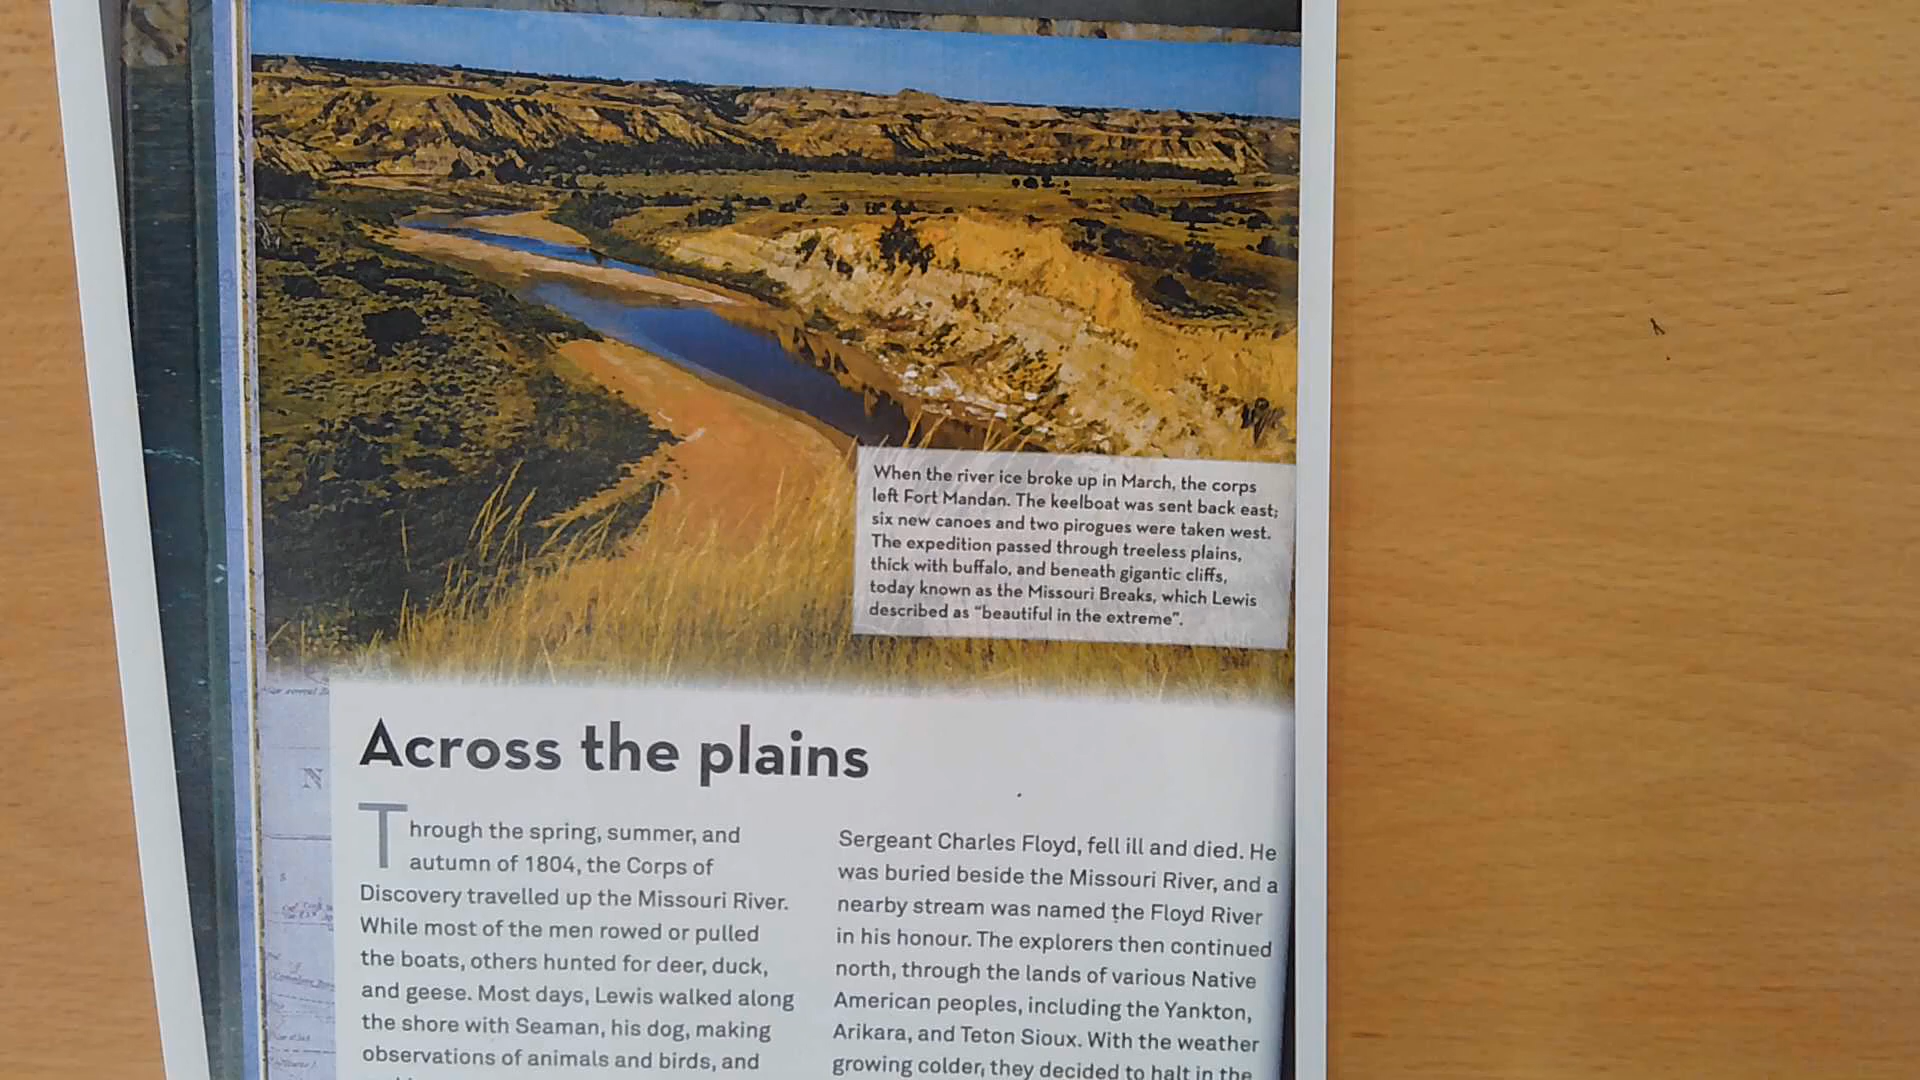 When the river ice broke up in March, the corps
left Fort Mandan. The keelboat was sent back east;
six new canoes and two pirogues were taken west.
The expedition passed through treeless plains,
thick with buffalo, and beneath gigantic cliffs,
today known as the Missouri Breaks, which Lewis
described as "beautiful in the extreme".
Across the plains
Through the spring, summer, and
autumn of 1804, the Corps of
Discovery travelled up the Missouri River.
While most of the men rowed or pulled
the boats, others hunted for deer, duck,
and geese. Most days, Lewis walked along
the shore with Seaman, his dog, making
observations of animals and birds, and
Sergeant Charles Floyd, fell ill and died. He
was buried beside the Missouri River, and a
nearby stream was named the Floyd River
in his honour. The explorers then continued
north, through the lands of various Native
American peoples, including the Yankton,
Arikara, and Teton Sioux. With the weather
growing colder, they decided to halt in the
N